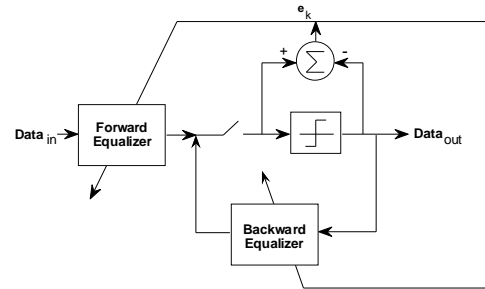 e k
+ -
Σ
Forward
Equalizer
Data in
Data out
Backward
Equalizer